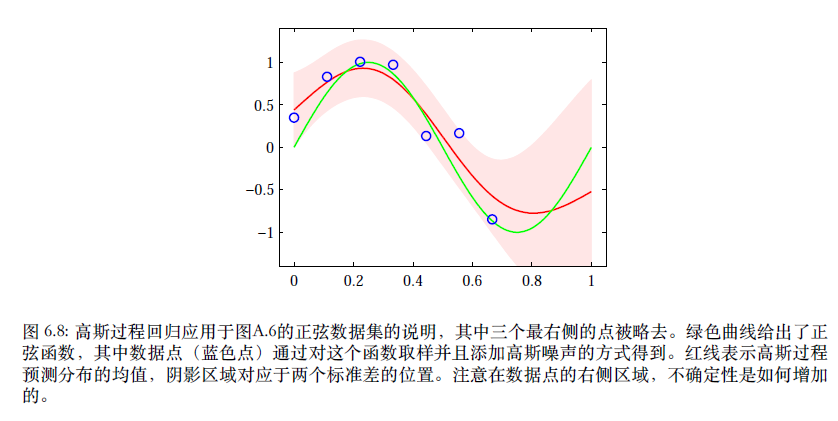 1
0.5
0
−0.5
−1
0 0.2 0.4 0.6 0.8 1
图 6.8: 高斯过程回归应用于图A.6的正弦数据集的说明，其中三个最右侧的点被略去。绿色曲线给出了正
弦函数，其中数据点（蓝色点）通过对这个函数取样并且添加高斯噪声的方式得到。红线表示高斯过程
预测分布的均值，阴影区域对应于两个标准差的位置。注意在数据点的右侧区域，不确定性是如何增加
的。